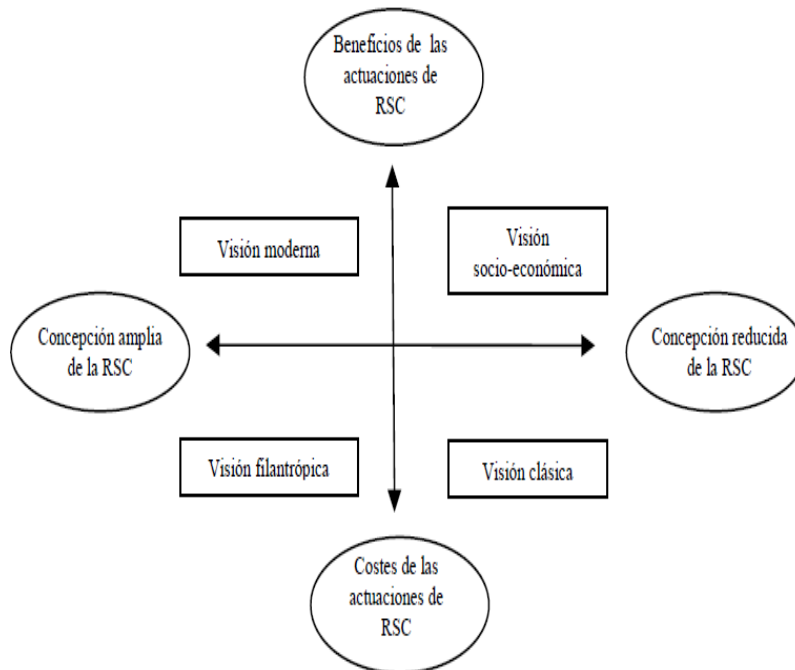 Beneficios de las
actuaciones de
RSC
Visión moderna
Visión
socio-económica
Concepción amplia
de la RSC
Concepción reducida
de la RSC
Visión filantrópica
Visión clásica
Costes de las
actuaciones de
RSC